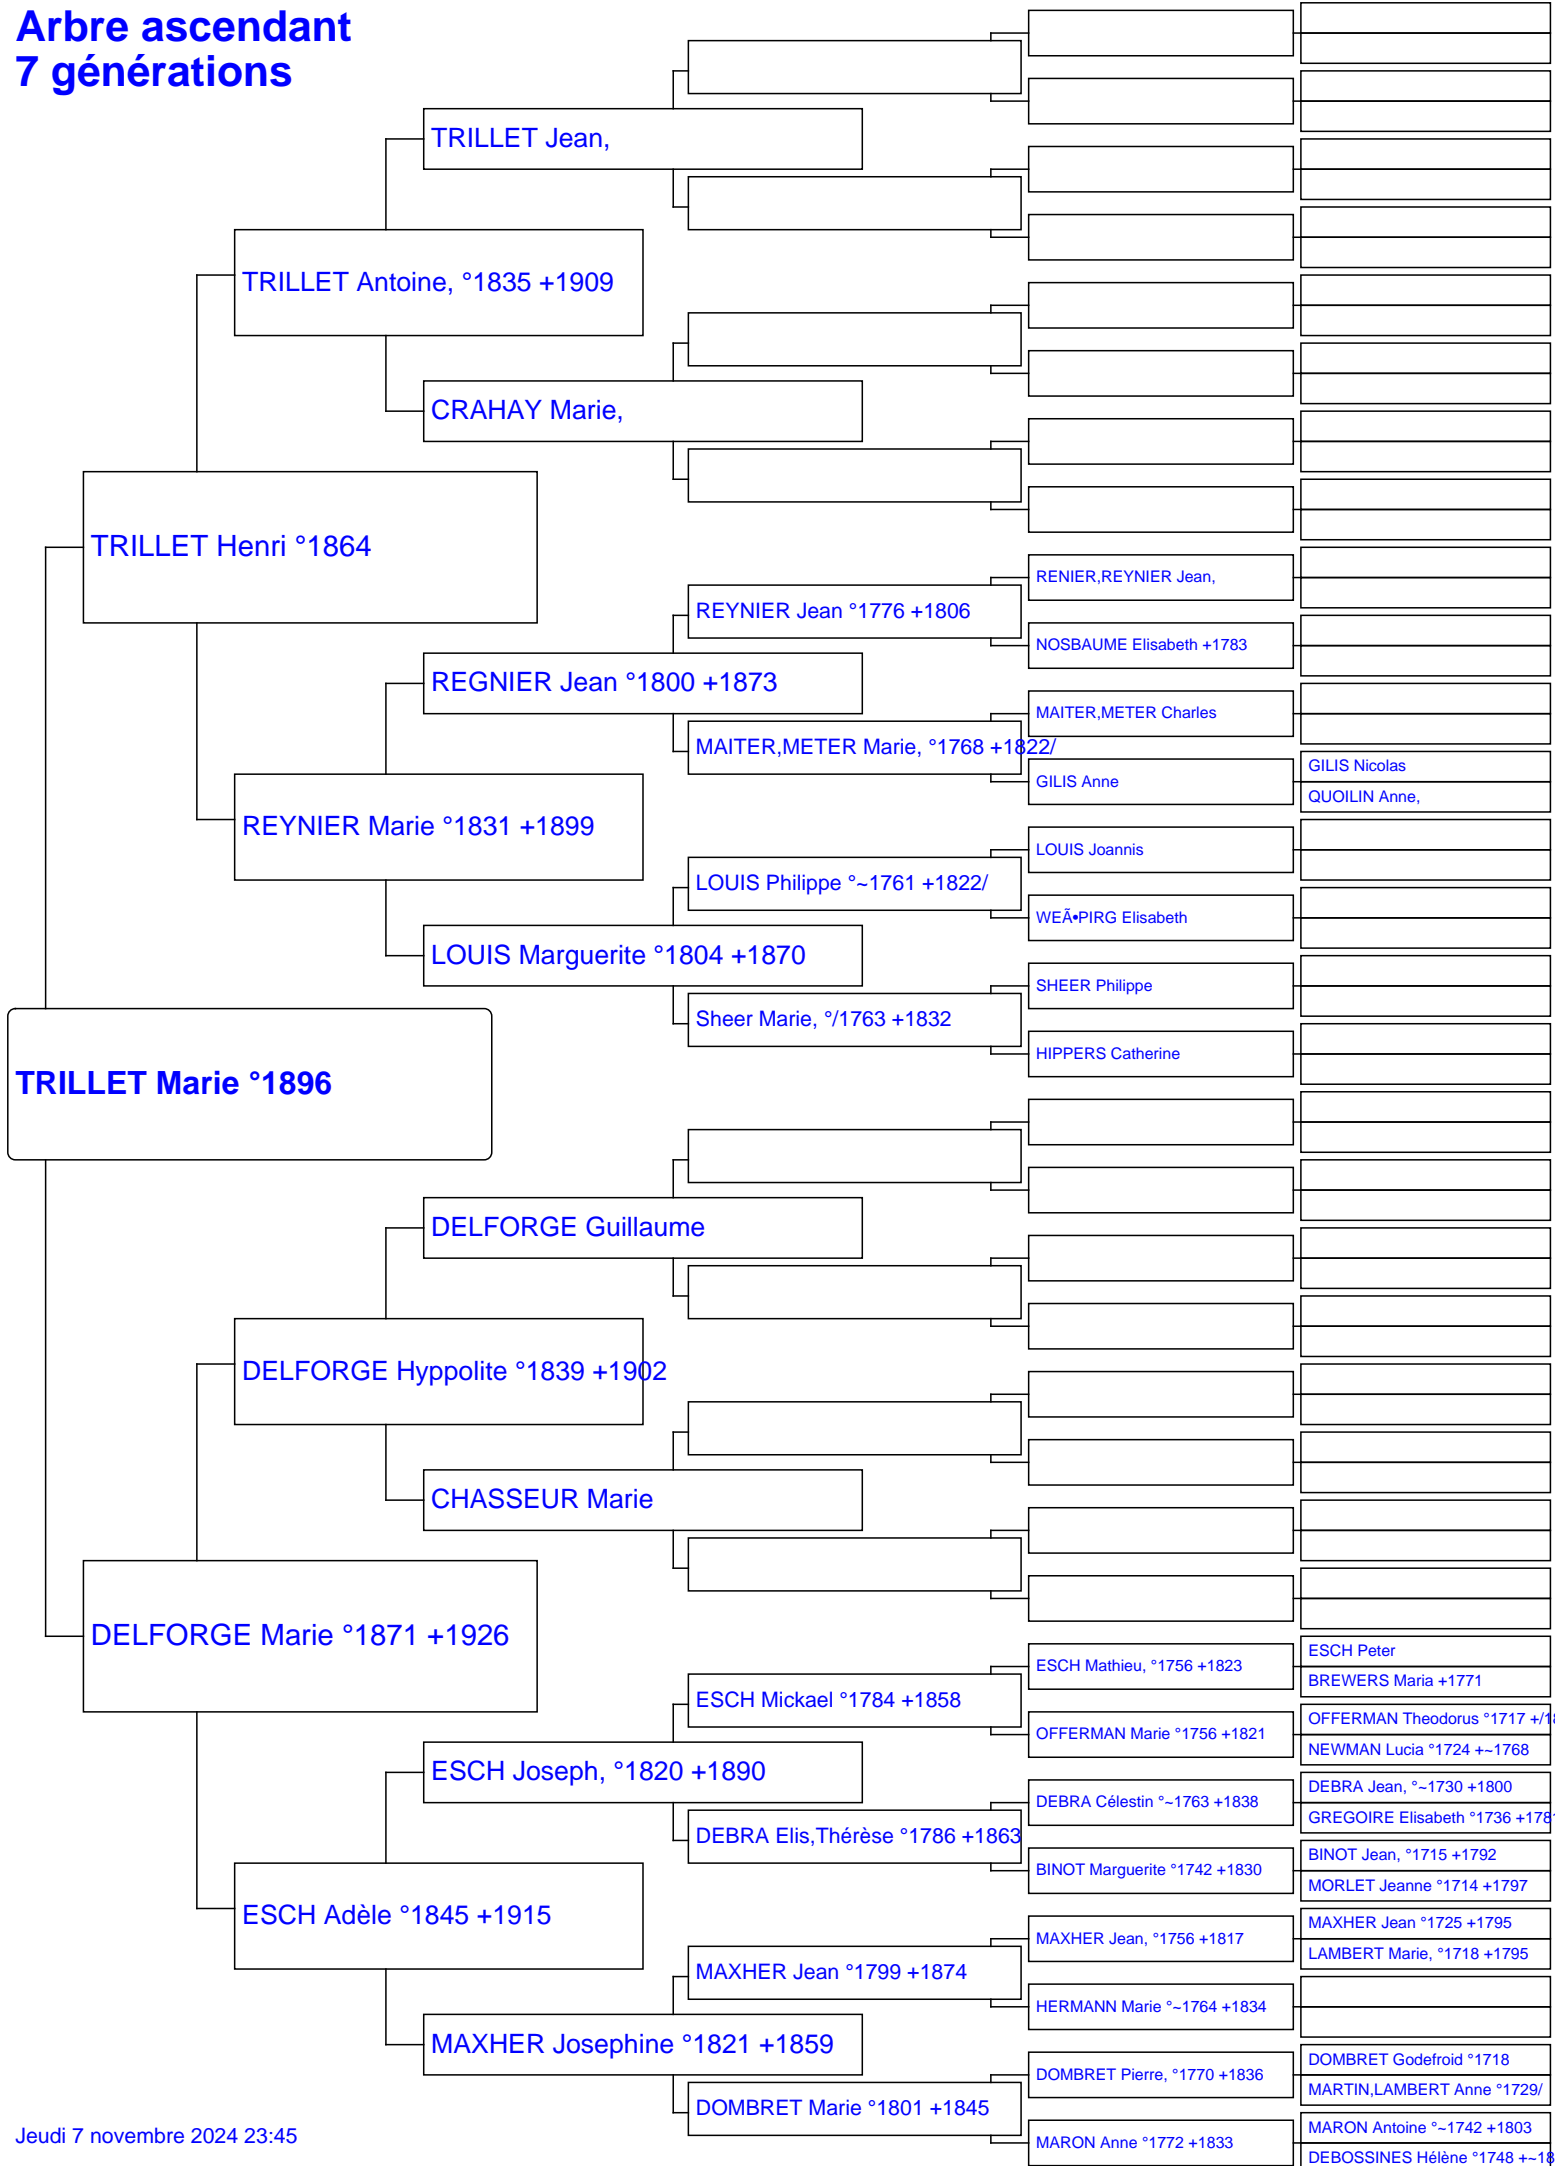 Arbre ascendant
7 générations
TRILLET Jean,
TRILLET Antoine, °1835 +1909
CRAHAY Marie,
TRILLET Henri °1864
RENIER,REYNIER Jean,
REYNIER Jean °1776 +1806
NOSBAUME Elisabeth +1783
REGNIER Jean °1800 +1873
MAITER,METER Charles
MAITER,METER Marie, °1768 +1822/
GILIS Nicolas
GILIS Anne
QUOILIN Anne,
REYNIER Marie °1831 +1899
LOUIS Joannis
LOUIS Philippe °~1761 +1822/
WEÃ•PIRG Elisabeth
LOUIS Marguerite °1804 +1870
SHEER Philippe
Sheer Marie, °/1763 +1832
HIPPERS Catherine
TRILLET Marie °1896
DELFORGE Guillaume
DELFORGE Hyppolite °1839 +1902
CHASSEUR Marie
DELFORGE Marie °1871 +1926
ESCH Peter
ESCH Mathieu, °1756 +1823
BREWERS Maria +1771
ESCH Mickael °1784 +1858
OFFERMAN Theodorus °1717 +/18
OFFERMAN Marie °1756 +1821
NEWMAN Lucia °1724 +~1768
ESCH Joseph, °1820 +1890
DEBRA Jean, °~1730 +1800
DEBRA Célestin °~1763 +1838
GREGOIRE Elisabeth °1736 +1781
DEBRA Elis,Thérèse °1786 +1863
BINOT Jean, °1715 +1792
BINOT Marguerite °1742 +1830
MORLET Jeanne °1714 +1797
ESCH Adèle °1845 +1915
MAXHER Jean °1725 +1795
MAXHER Jean, °1756 +1817
LAMBERT Marie, °1718 +1795
MAXHER Jean °1799 +1874
HERMANN Marie °~1764 +1834
MAXHER Josephine °1821 +1859
DOMBRET Godefroid °1718
DOMBRET Pierre, °1770 +1836
MARTIN,LAMBERT Anne °1729/
DOMBRET Marie °1801 +1845
MARON Antoine °~1742 +1803
MARON Anne °1772 +1833
DEBOSSINES Hélène °1748 +~18
Jeudi 7 novembre 2024 23:45